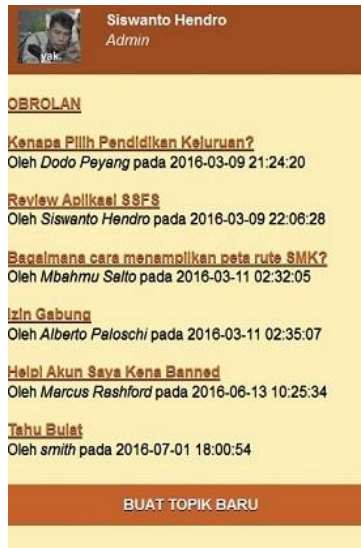 Siswanto Hendro
Admin
yak.
OBROLAN
Kenapa Pilih Pendidikan Kejuruan?
Oleh Dodo Peyang pada 2016-03-09 21:24:20
Review Aplikasi SSFS
Oleh Siswanto Hendro pada 2016-03-09 22:06:28
Bagaimana cara menampilkan peta rute SMK?
Oleh Mbahmu Salto pada 2016-03-11 02:32:05
Izin Gabung
Oleh Alberto Paloschi pada 2016-03-11 02:35:07
Help! Akun Saya Kena Banned
Oleh Marcus Rashford pada 2016-06-13 10:25:34
Tahu Bulat
Oleh smith pada 2016-07-01 18:00:54
BUAT TOPIK BARU